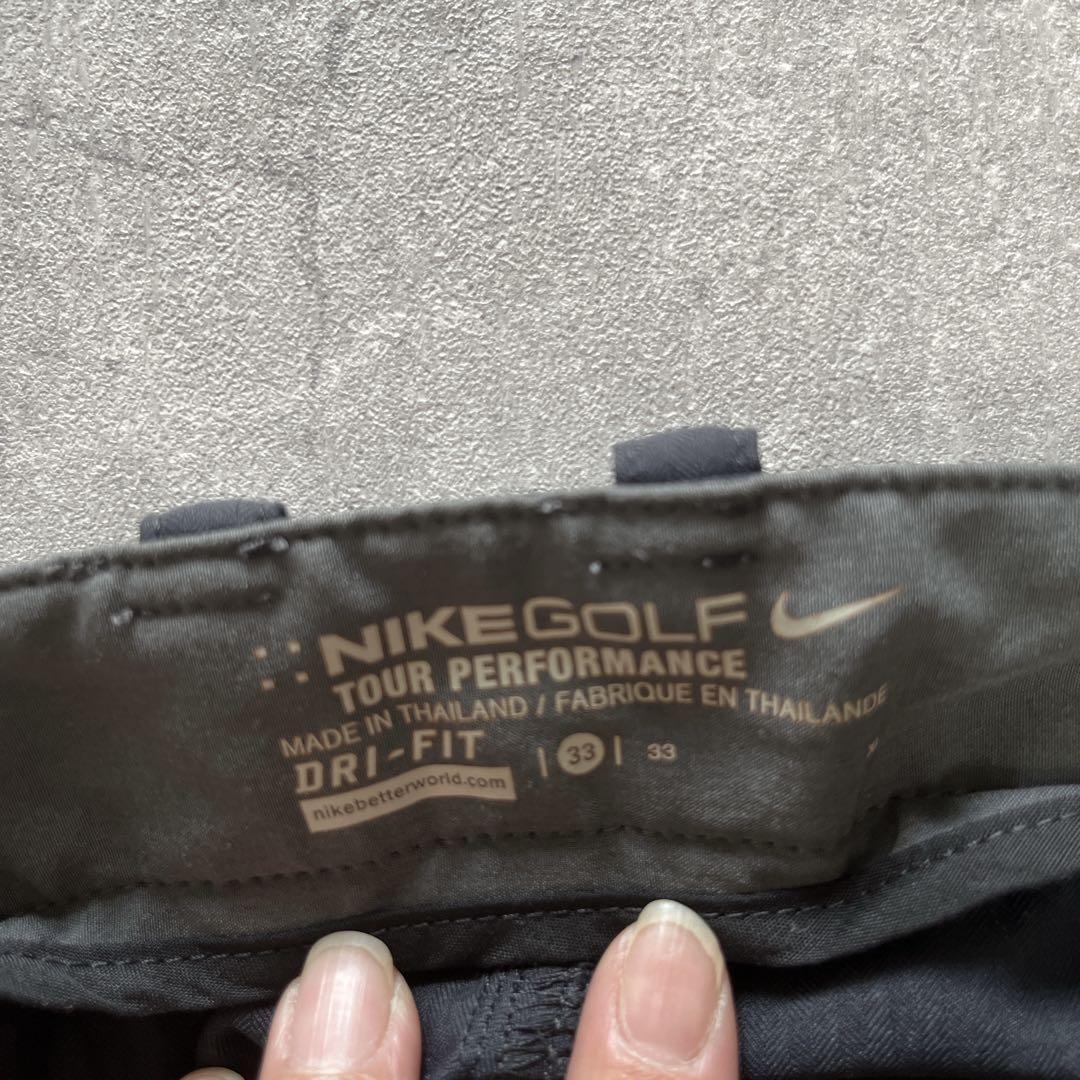 NIKEGOLF
TOUR PERFORMANCE
MADE IN THAILAND / FABRIQUE EN THAILANDE
DRI-FIT | 33 | 33
nikebetterworld.com